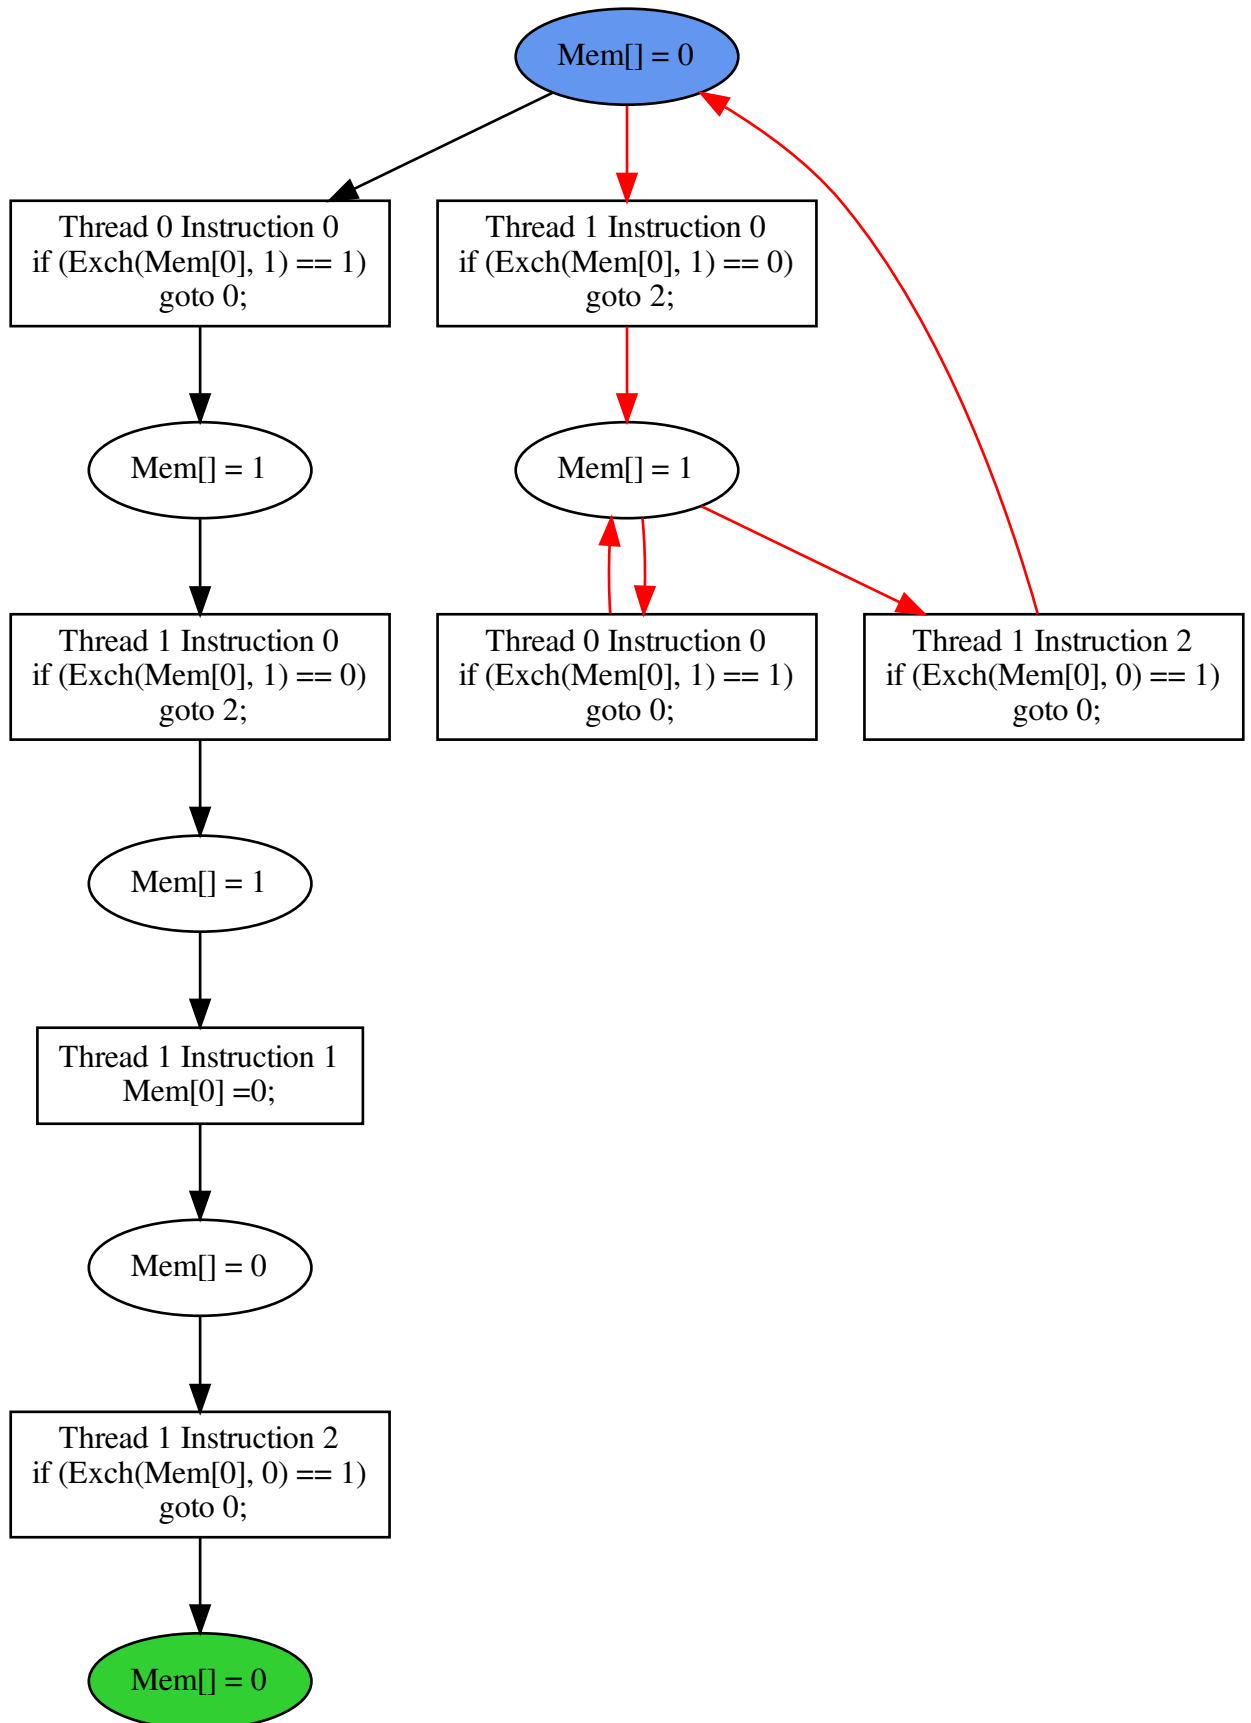 Mem[] = 0
Thread 0 Instruction 0
if (Exch(Mem[0], 1) == 1)
goto 0;
Thread 1 Instruction 0
if (Exch(Mem[0], 1) == 0)
goto 2;
Mem[] = 1
Mem[] = 1
Thread 1 Instruction 0
if (Exch(Mem[0], 1) == 0)
goto 2;
Thread 0 Instruction 0
if (Exch(Mem[0], 1) == 1)
goto 0;
Thread 1 Instruction 2
if (Exch(Mem[0], 0) == 1)
goto 0;
Mem[] = 1
Thread 1 Instruction 1
Mem[0] =0;
Mem[] = 0
Thread 1 Instruction 2
if (Exch(Mem[0], 0) == 1)
goto 0;
Mem[] = 0